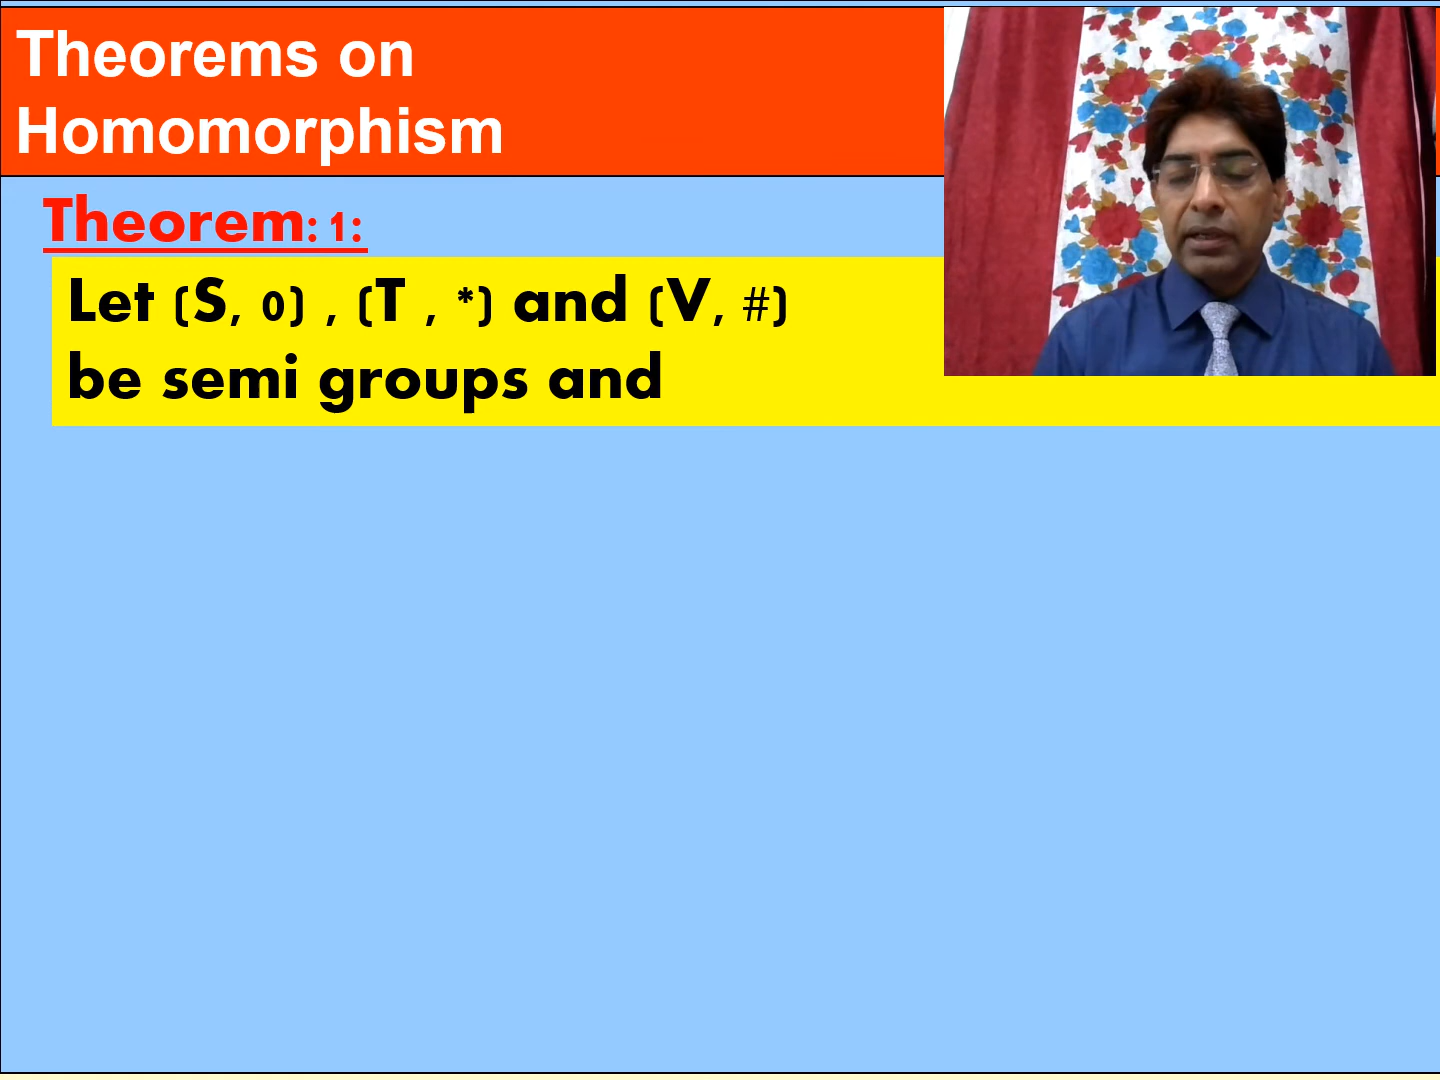 Theorems on
Homomorphism
Theorem: 1:
Let (S, 0) , (T , *) and (V, #)
be semi groups and